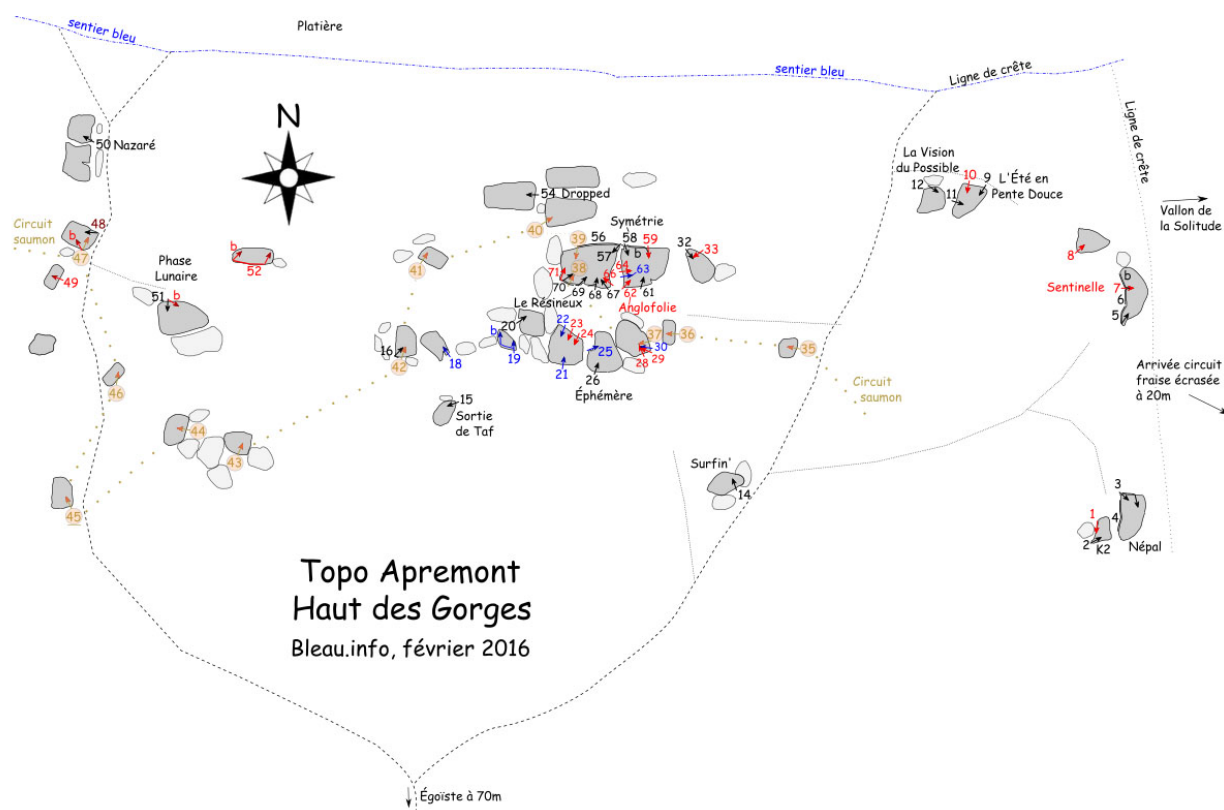 sentier bleu
Platière
sentier bleu
Ligne de crête
Ligne de crête
N
50 Nazaré
La Vision
du Possible
12
10
9
L'Été en
Pente Douce
11
Vallon de
la Solitude
54 Dropped
Symétrie
Circuit
saumon
48
b
47
40
39
56
58
59
32
33
57
b
8
49
Phase
Lunaire
b
52
41
71
38
64
63
66
70
69
68
67
62
61
51
b
Le Résineux
Anglofolie
Sentinelle
b
7
6
5
20
22
23
24
b
19
16
42
18
21
25
26
Éphémère
37
36
30
29
28
35
Circuit
saumon
Arrivée circuit
fraise écrasée
à 20m
46
15
Sortie
de Taf
44
43
45
Surfin'
14
3
1
4
2
K2
Népal
Topo Apremont
Haut des Gorges
Bleau.info, février 2016
Égoïste à 70m